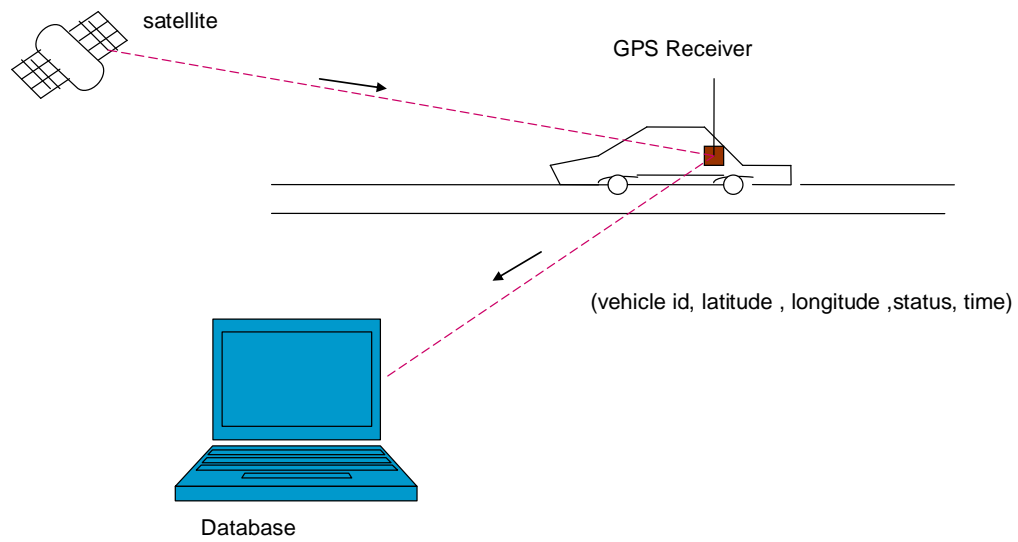 satellite
GPS Receiver
(vehicle id, latitude , longitude ,status, time)
Database